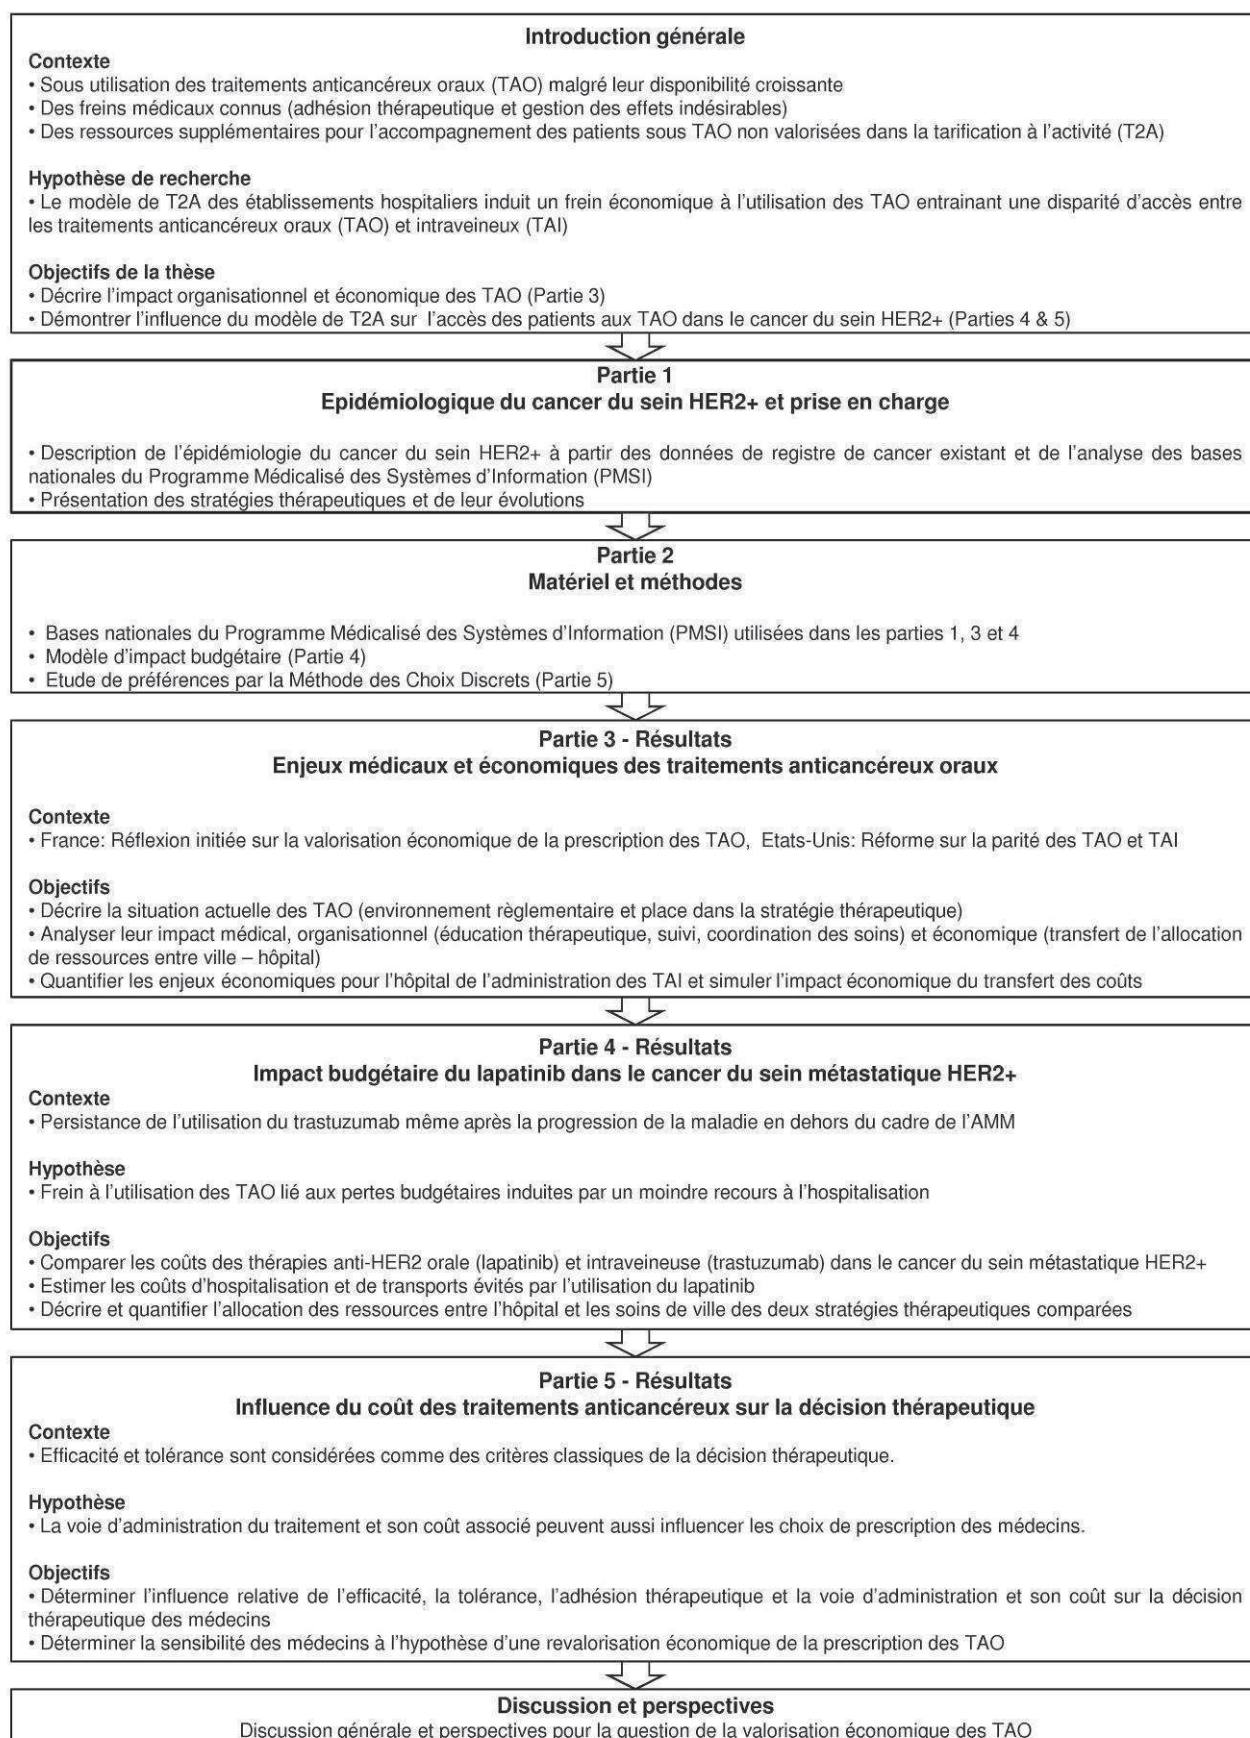 Introduction générale
Contexte
• Sous utilisation des traitements anticancéreux oraux (TAO) malgré leur disponibilité croissante
• Des freins médicaux connus (adhésion thérapeutique et gestion des effets indésirables)
• Des ressources supplémentaires pour l'accompagnement des patients sous TAO non valorisées dans la tarification à l'activité (T2A)
Hypothèse de recherche
• Le modèle de T2A des établissements hospitaliers induit un frein économique à l'utilisation des TAO entrainant une disparité d'accès entre
les traitements anticancéreux oraux (TAO) et intraveineux (TAI)
Objectifs de la thèse
• Décrire l'impact organisationnel et économique des TAO (Partie 3)
• Démontrer l'influence du modèle de T2A sur l'accès des patients aux TAO dans le cancer du sein HER2+ (Parties 4 & 5)
Partie 1
Epidémiologique du cancer du sein HER2+ et prise en charge
• Description de l'épidémiologie du cancer du sein HER2+ à partir des données de registre de cancer existant et de l'analyse des bases
nationales du Programme Médicalisé des Systèmes d'Information (PMSI)
• Présentation des stratégies thérapeutiques et de leur évolutions
Partie 2
Matériel et méthodes
• Bases nationales du Programme Médicalisé des Systèmes d'Information (PMSI) utilisées dans les parties 1, 3 et 4
• Modèle d'impact budgétaire (Partie 4)
• Etude de préférences par la Méthode des Choix Discrets (Partie 5)
Partie 3 - Résultats
Enjeux médicaux et économiques des traitements anticancéreux oraux
Contexte
• France: Réflexion initiée sur la valorisation économique de la prescription des TAO, Etats-Unis: Réforme sur la parité des TAO et TAI
Objectifs
• Décrire la situation actuelle des TAO (environnement règlementaire et place dans la stratégie thérapeutique)
• Analyser leur impact médical, organisationnel (éducation thérapeutique, suivi, coordination des soins) et économique (transfert de l'allocation
de ressources entre ville – hôpital)
• Quantifier les enjeux économiques pour l'hôpital de l'administration des TAI et simuler l'impact économique du transfert des coûts
Partie 4 - Résultats
Impact budgétaire du lapatinib dans le cancer du sein métastatique HER2+
Contexte
• Persistance de l'utilisation du trastuzumab même après la progression de la maladie en dehors du cadre de l'AMM
Hypothèse
• Frein à l'utilisation des TAO lié aux pertes budgétaires induites par un moindre recours à l'hospitalisation
Objectifs
• Comparer les coûts des thérapies anti-HER2 orale (lapatinib) et intraveineuse (trastuzumab) dans le cancer du sein métastatique HER2+
• Estimer les coûts d'hospitalisation et de transports évités par l'utilisation du lapatinib
• Décrire et quantifier l'allocation des ressources entre l'hôpital et les soins de ville des deux stratégies thérapeutiques comparées
Partie 5 - Résultats
Influence du coût des traitements anticancéreux sur la décision thérapeutique
Contexte
• Efficacité et tolérance sont considérées comme des critères classiques de la décision thérapeutique.
Hypothèse
• La voie d'administration du traitement et son coût associé peuvent aussi influencer les choix de prescription des médecins.
Objectifs
• Déterminer l'influence relative de l'efficacité, la tolérance, l'adhésion thérapeutique et la voie d'administration et son coût sur la décision
thérapeutique des médecins
• Déterminer la sensibilité des médecins à l'hypothèse d'une revalorisation économique de la prescription des TAO
Discussion et perspectives
Discussion générale et perspectives pour la question de la valorisation économique des TAO